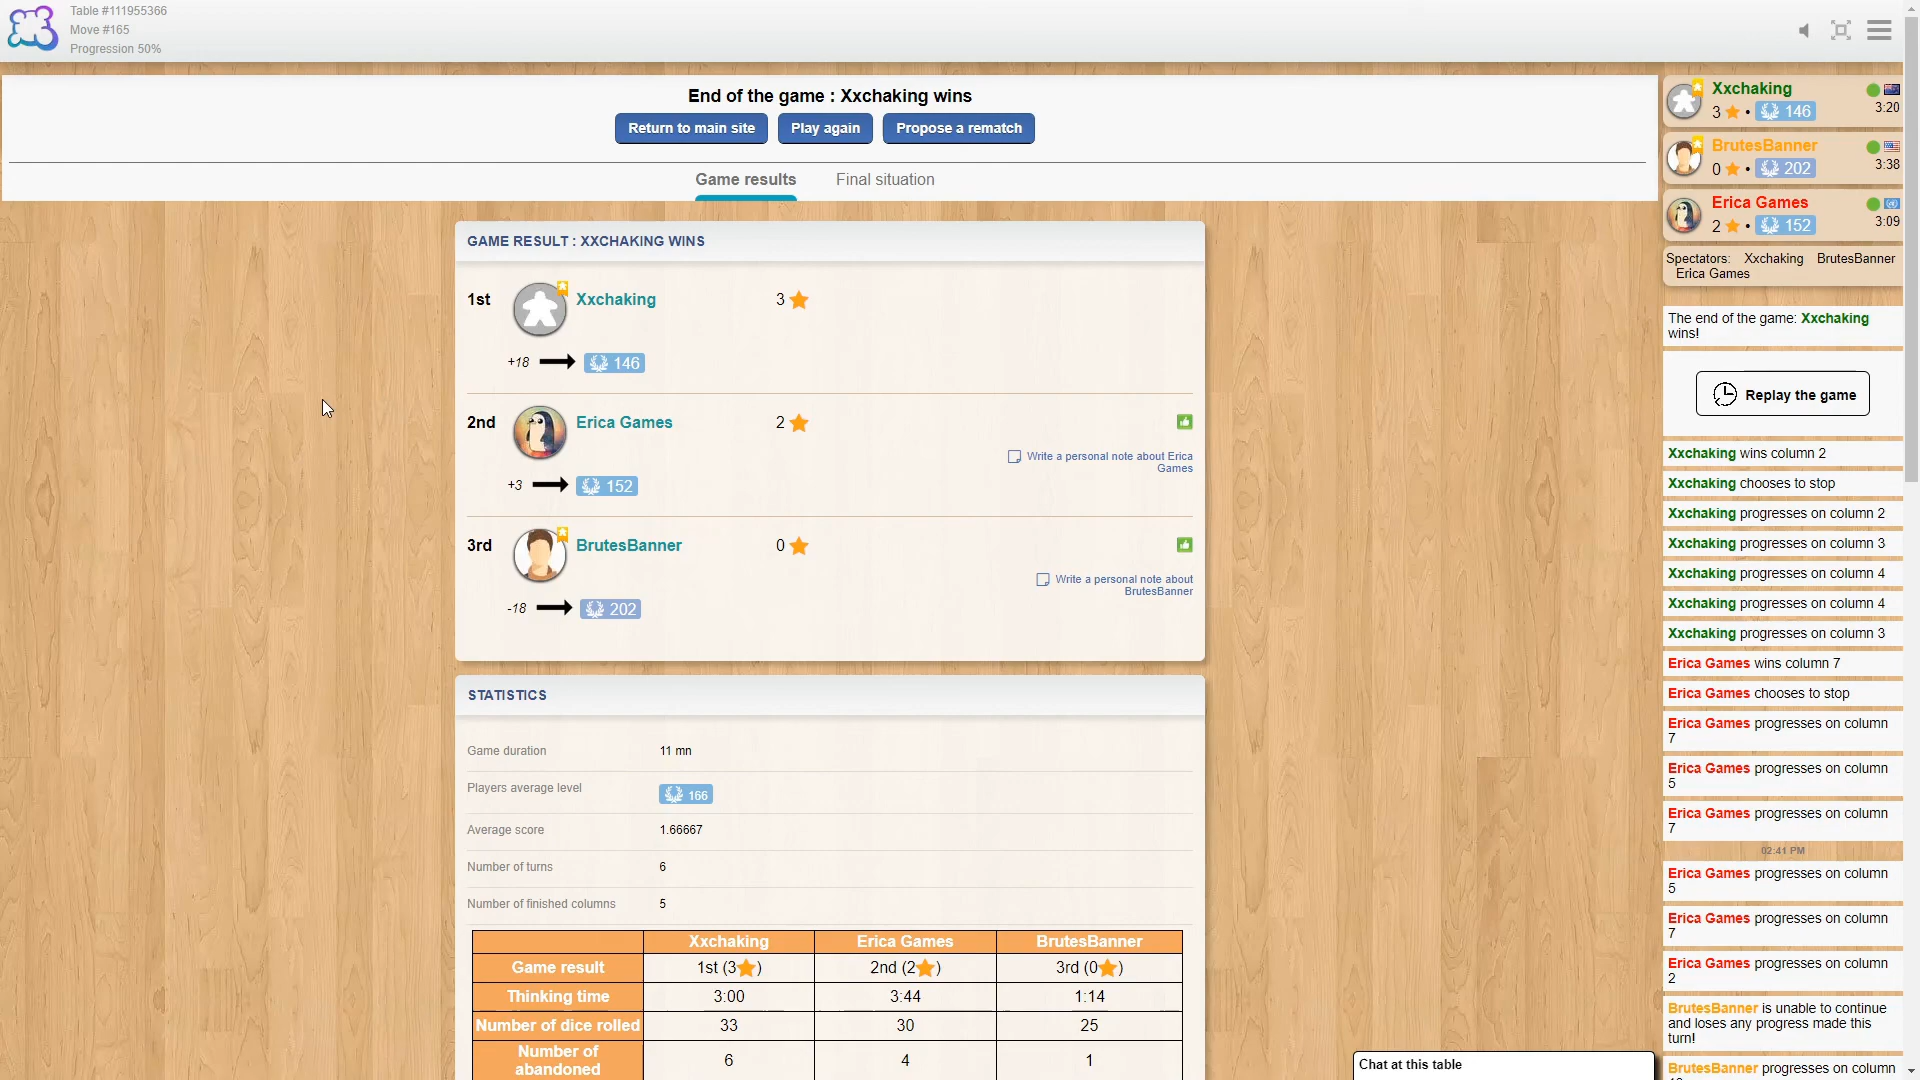 Table #111955366
Move #165
Progression 50%
End of the game : Xxchaking wins
Return to main site
Play again
Propose a rematch
Game results
Final situation
GAME RESULT : XXCHAKING WINS
1st
Xxchaking
3
+18
146
2nd
Erica Games
2
Write a personal note about Erica
Games
+3
152
3rd
BrutesBanner
0
Write a personal note about
BrutesBanner
-18
202
STATISTICS
Game duration
11 mn
Players average level
166
Average score
1.66667
Number of turns
6
Number of finished columns
5
Xxchaking Erica Games BrutesBanner
Game result 1st (3) 2nd (2) 3rd (0)
Thinking time 3:00 3:44 1:14
Number of dice rolled 33 30 25
Number of
abandoned 6 4 1
Xxchaking
3 • 146
3:20
BrutesBanner
0 • 202
3:38
Erica Games
2 • 152
3:09
Spectators: Xxchaking BrutesBanner
Erica Games
The end of the game: Xxchaking
wins!
Replay the game
Xxchaking wins column 2
Xxchaking chooses to stop
Xxchaking progresses on column 2
Xxchaking progresses on column 3
Xxchaking progresses on column 4
Xxchaking progresses on column 4
Xxchaking progresses on column 3
Erica Games wins column 7
Erica Games chooses to stop
Erica Games progresses on column
7
Erica Games progresses on column
5
Erica Games progresses on column
7
02:41 PM
Erica Games progresses on column
5
Erica Games progresses on column
7
Erica Games progresses on column
2
BrutesBanner is unable to continue
and loses any progress made this
turn!
BrutesBanner progresses on column
Chat at this table